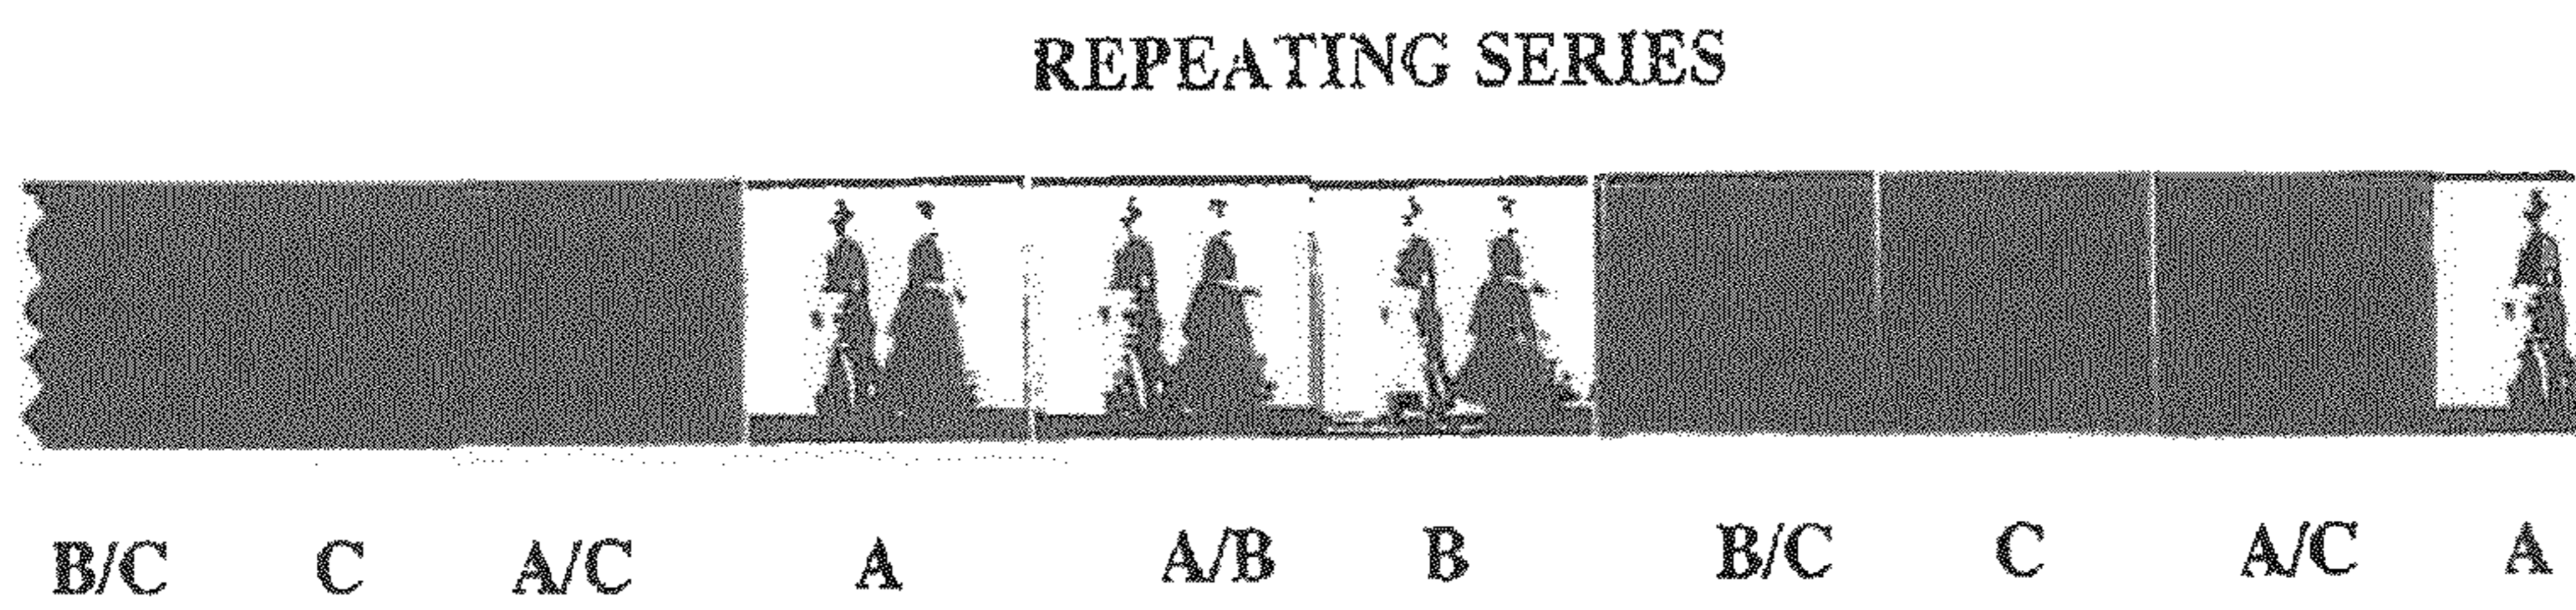 REPEATING SERIES
B/C C A/C A A/B B B/C C A/C A